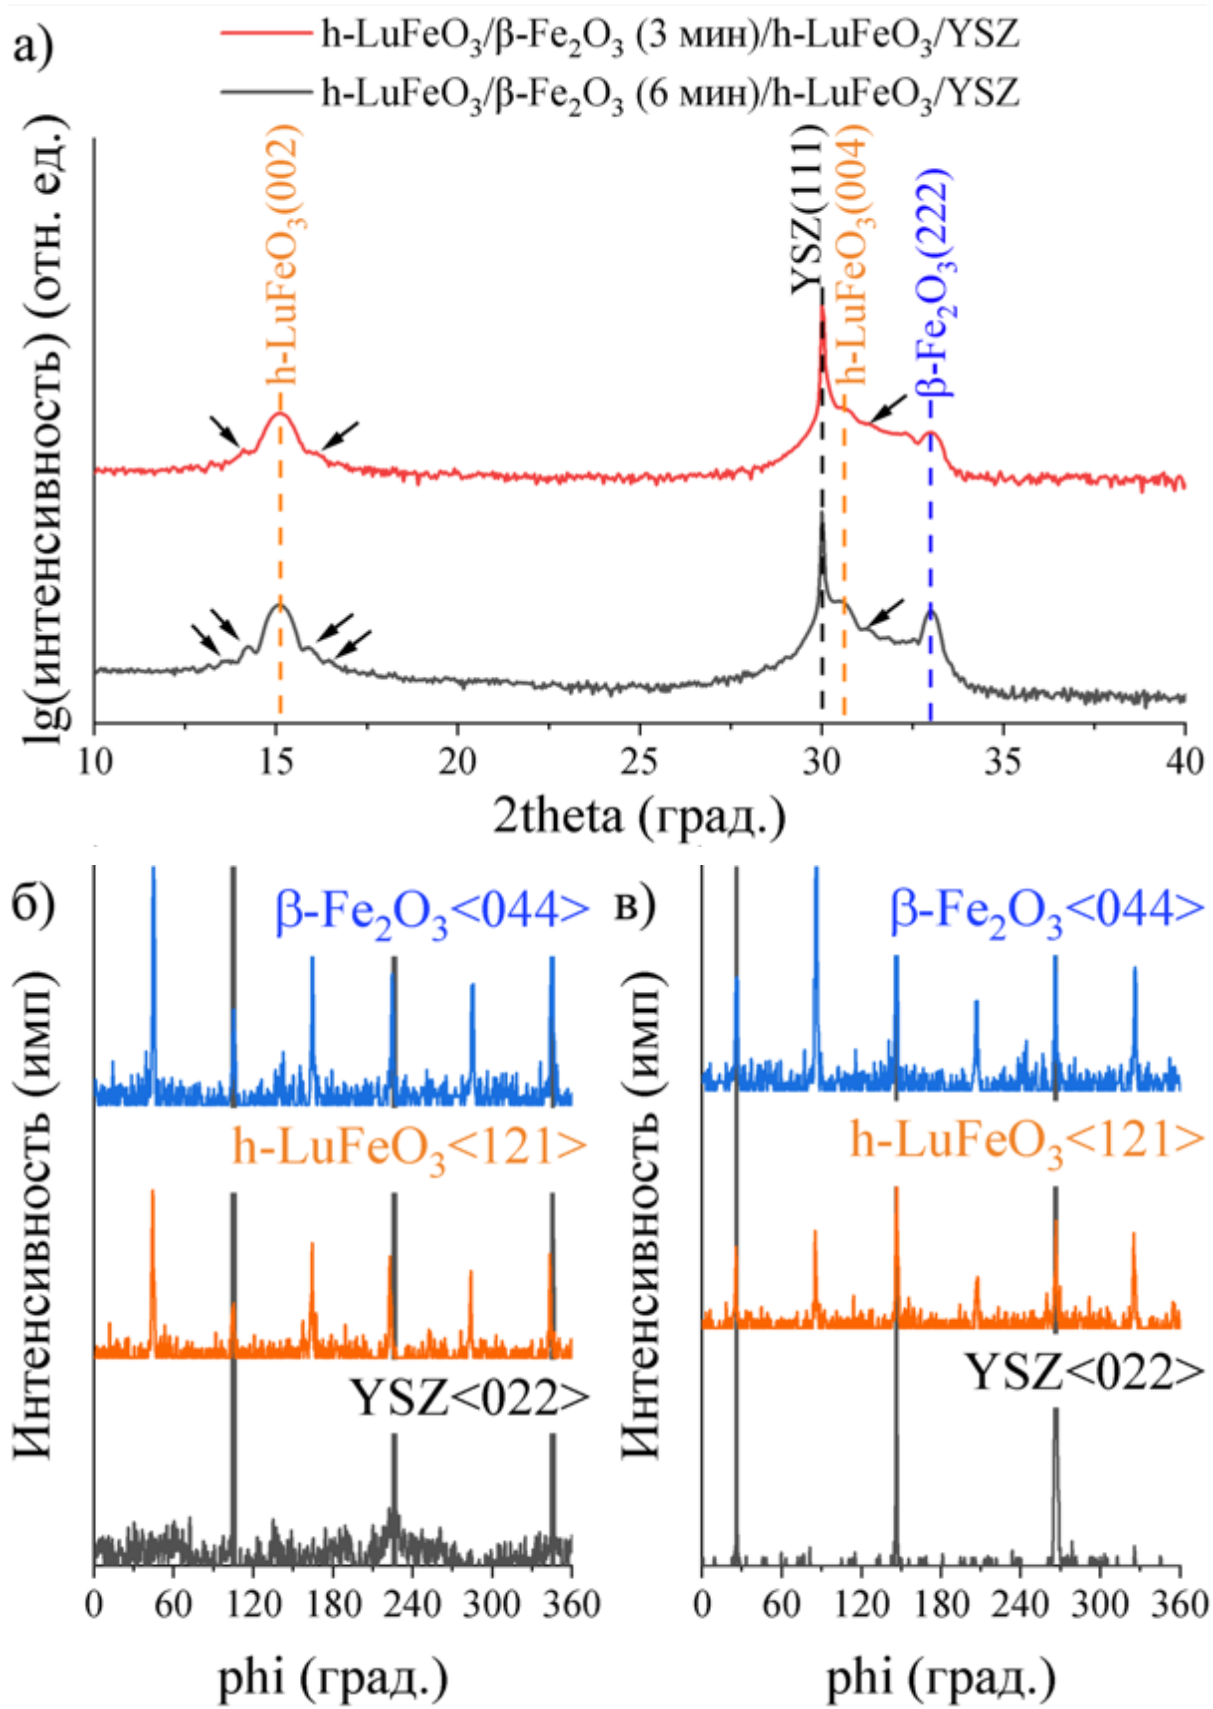 а)
h-LuFeO₃/β-Fe₂O₃ (3 мин)/h-LuFeO₃/YSZ
h-LuFeO₃/β-Fe₂O₃ (6 мин)/h-LuFeO₃/YSZ
lg(интенсивность) (отн. ед.)
h-LuFeO₃(002)
YSZ(111)
h-LuFeO₃(004)
β-Fe₂O₃(222)
10 15 20 25 30 35 40
2theta (град.)
б)
Интенсивность (имп)
β-Fe₂O₃<044>
h-LuFeO₃<121>
YSZ<022>
0 60 120 180 240 300 360
phi (град.)
в)
Интенсивность (имп)
β-Fe₂O₃<044>
h-LuFeO₃<121>
YSZ<022>
0 60 120 180 240 300 360
phi (град.)